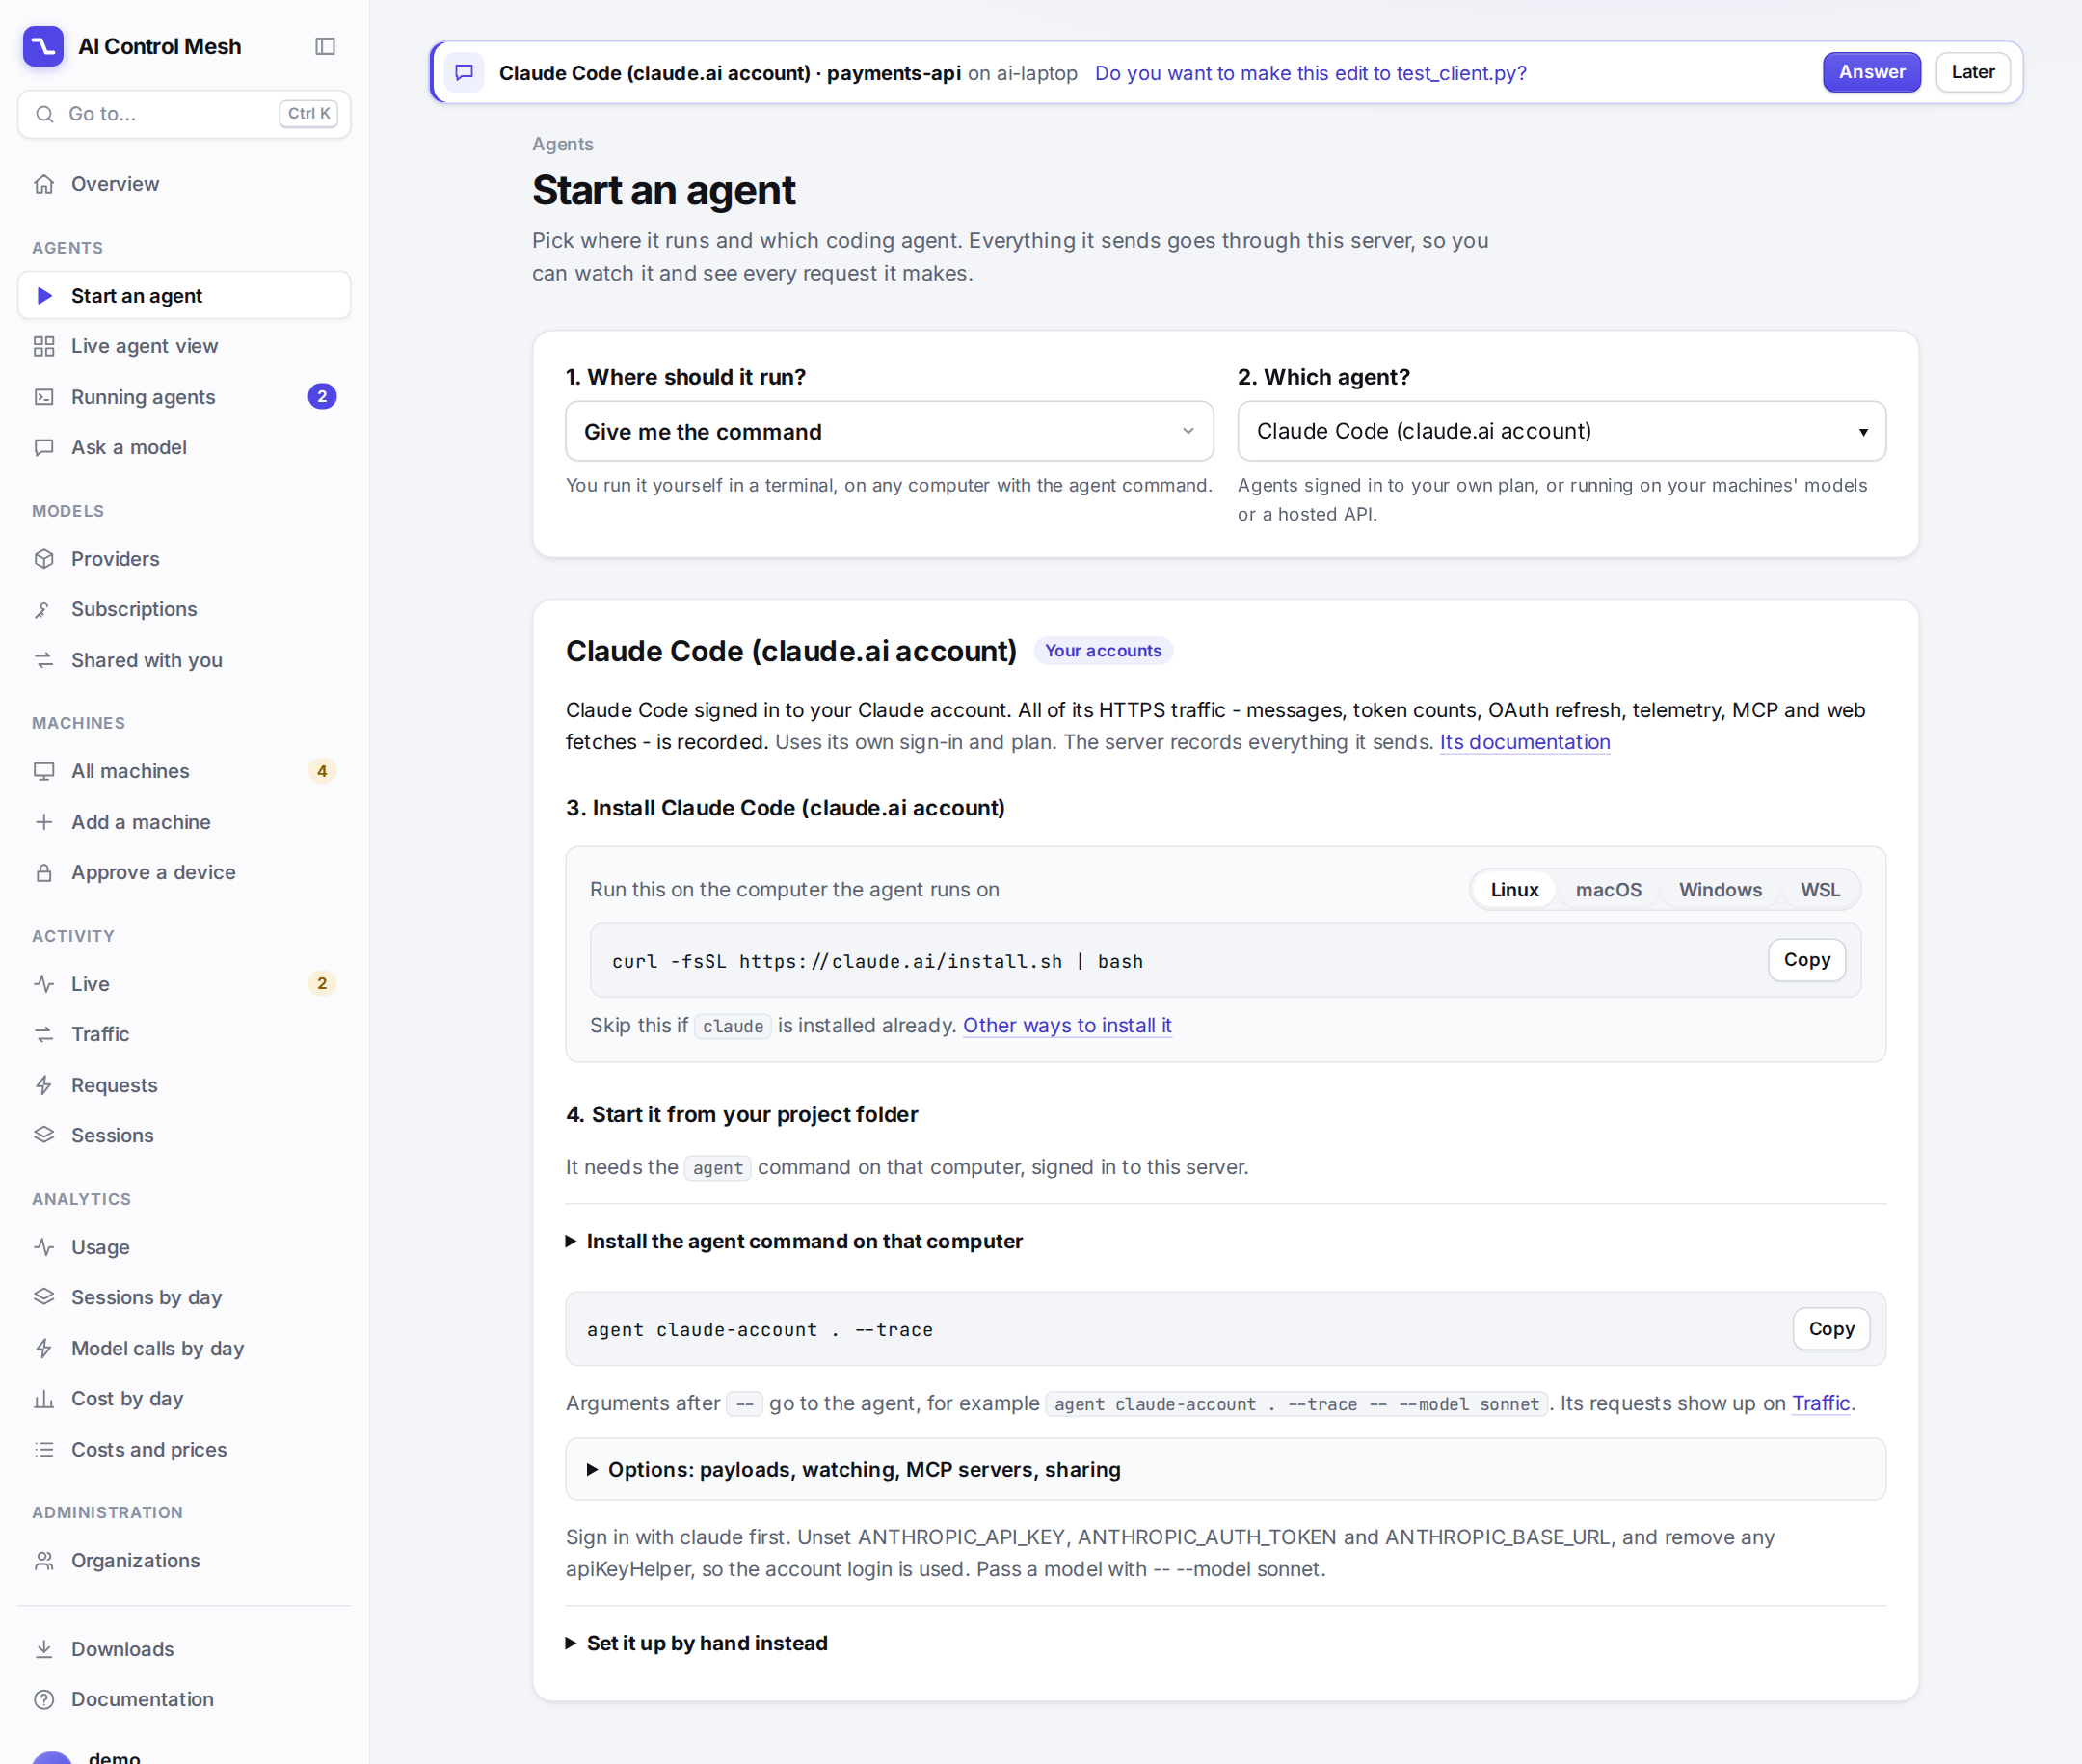 AI Control Mesh
Go to...
Ctrl K
Overview
AGENTS
Start an agent
Live agent view
Running agents 2
Ask a model
MODELS
Providers
Subscriptions
Shared with you
MACHINES
All machines 4
Add a machine
Approve a device
ACTIVITY
Live 2
Traffic
Requests
Sessions
ANALYTICS
Usage
Sessions by day
Model calls by day
Cost by day
Costs and prices
ADMINISTRATION
Organizations
Downloads
Documentation
demo
Claude Code (claude.ai account) · payments-api on ai-laptop Do you want to make this edit to test_client.py? Answer Later
Agents
Start an agent
Pick where it runs and which coding agent. Everything it sends goes through this server, so you
can watch it and see every request it makes.
1. Where should it run?
Give me the command
You run it yourself in a terminal, on any computer with the agent command.
2. Which agent?
Claude Code (claude.ai account)
Agents signed in to your own plan, or running on your machines' models
or a hosted API.
Claude Code (claude.ai account) Your accounts
Claude Code signed in to your Claude account. All of its HTTPS traffic - messages, token counts, OAuth refresh, telemetry, MCP and web
fetches - is recorded. Uses its own sign-in and plan. The server records everything it sends. Its documentation
3. Install Claude Code (claude.ai account)
Run this on the computer the agent runs on
Linux macOS Windows WSL
curl -fsSL https://claude.ai/install.sh | bash
Copy
Skip this if claude is installed already. Other ways to install it
4. Start it from your project folder
It needs the agent command on that computer, signed in to this server.
Install the agent command on that computer
agent claude-account . --trace
Copy
Arguments after -- go to the agent, for example agent claude-account . --trace -- --model sonnet. Its requests show up on Traffic.
Options: payloads, watching, MCP servers, sharing
Sign in with claude first. Unset ANTHROPIC_API_KEY, ANTHROPIC_AUTH_TOKEN and ANTHROPIC_BASE_URL, and remove any
apiKeyHelper, so the account login is used. Pass a model with -- --model sonnet.
Set it up by hand instead